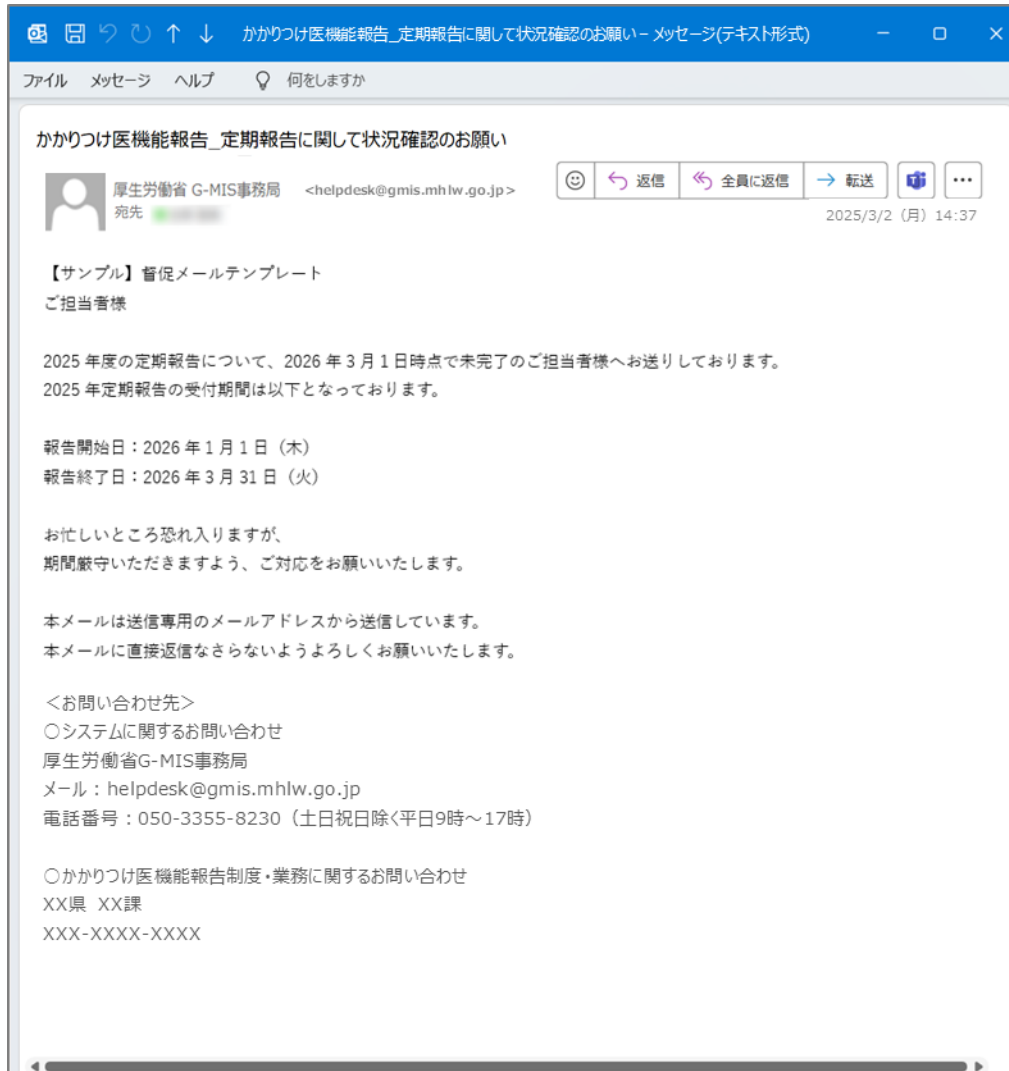 かかりつけ医機能報告_定期報告に関して状況確認のお願い – メッセージ(テキスト形式)
ファイル メッセージ ヘルプ 何をしますか
かかりつけ医機能報告_定期報告に関して状況確認のお願い
厚生労働省 G-MIS事務局 <helpdesk@gmis.mhlw.go.jp>
返信 全員に返信 転送
宛先
2025/3/2（月）14:37
【サンプル】督促メールテンプレート
ご担当者様
2025 年度の定期報告について、2026 年 3 月 1 日時点で未完了のご担当者様へお送りしております。
2025 年定期報告の受付期間は以下となっております。
報告開始日：2026 年 1 月 1 日（木）
報告終了日：2026 年 3 月 31 日（火）
お忙しいところ恐れ入りますが、
期間厳守いただきますよう、ご対応をお願いいたします。
本メールは送信専用のメールアドレスから送信しています。
本メールに直接返信なさらないようよろしくお願いいたします。
＜お問い合わせ先＞
○システムに関するお問い合わせ
厚生労働省G-MIS事務局
メール：helpdesk@gmis.mhlw.go.jp
電話番号：050-3355-8230（土日祝日除く平日9時～17時）
○かかりつけ医機能報告制度・業務に関するお問い合わせ
XX県 XX課
XXX-XXXX-XXXX